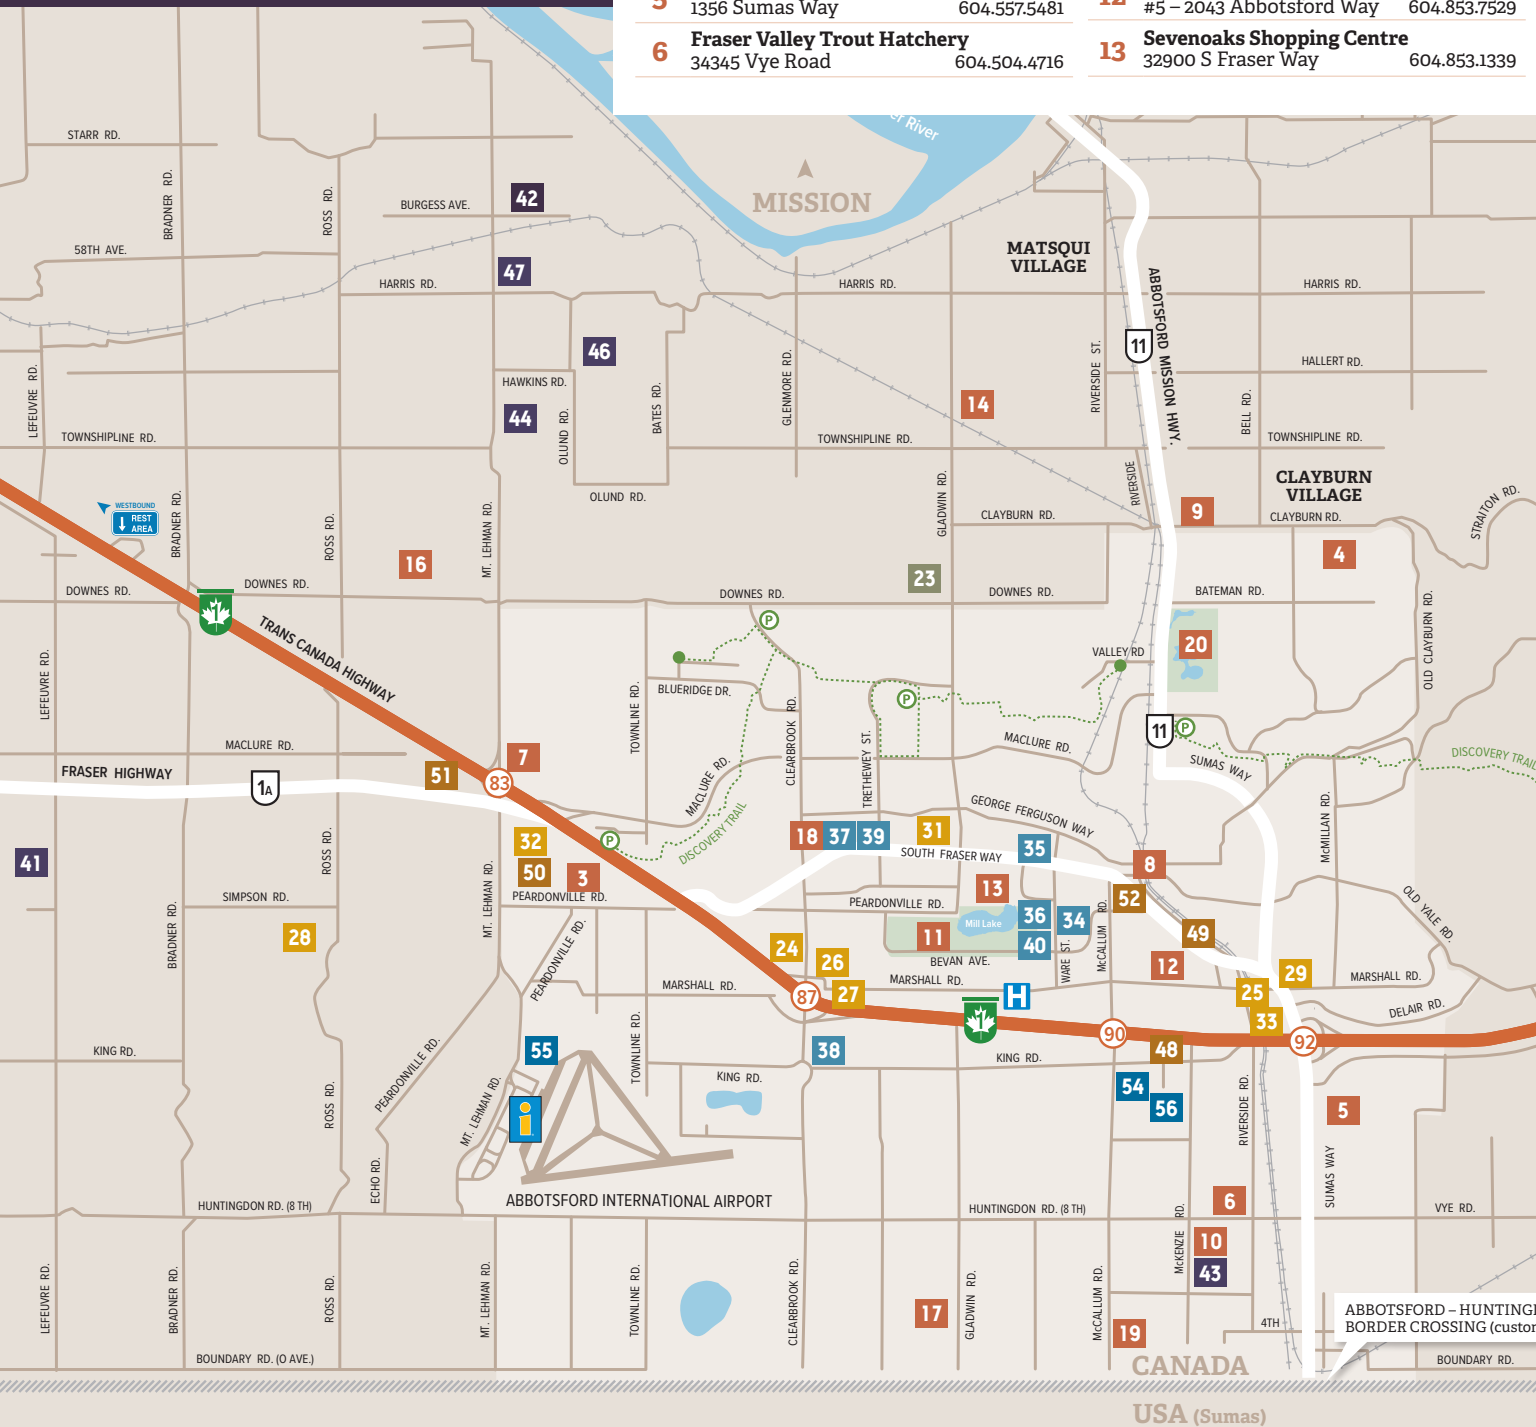 5
1356 Sumas Way 604.557.5481
6 Fraser Valley Trout Hatchery
34345 Vye Road 604.504.4716
12
#5 – 2043 Abbotsford Way 604.853.7529
13 Sevenoaks Shopping Centre
32900 S Fraser Way 604.853.1339
er River
MISSION
MATSQUI
VILLAGE
STARR RD.
BRADNER RD.
ROSS RD.
BURGESS AVE.
42
58TH AVE.
47
HARRIS RD.
HARRIS RD.
HARRIS RD.
ABBOTSFORD MISSION HWY.
11
46
HALLERT RD.
LEFEUVRE RD.
HAWKINS RD.
44
OLUND RD.
BATES RD.
GLENMORE RD.
14
RIVERSIDE ST.
BELL RD.
TOWNSHIPLINE RD.
TOWNSHIPLINE RD.
TOWNSHIPLINE RD.
CLAYBURN
VILLAGE
OLUND RD.
RIVERSIDE
STRAITON RD.
WESTBOUND
REST
AREA
BRADNER RD.
ROSS RD.
MT. LEHMAN RD.
GLADWIN RD.
CLAYBURN RD.
9
CLAYBURN RD.
4
16
23
DOWNES RD.
DOWNES RD.
DOWNES RD.
DOWNES RD.
BATEMAN RD.
OLD CLAYBURN RD.
1
TRANS CANADA HIGHWAY
P
VALLEY RD
20
LEFEUVRE RD.
BLUERIDGE DR.
TOWNLINE RD.
CLEARBROOK RD.
P
TRETHEWEY ST.
11
P
MACLURE RD.
MACLURE RD.
MACLURE RD.
SUMAS WAY
DISCOVERY TRAIL
FRASER HIGHWAY
1A
51
7
83
DISCOVERY TRAIL
GEORGE FERGUSON WAY
McMILLAN RD.
41
32
P
18
37
39
31
SOUTH FRASER WAY
35
8
ROSS RD.
50
3
13
52
MT. LEHMAN RD.
SIMPSON RD.
PEARDONVILLE RD.
PEARDONVILLE RD.
Mill Lake
36
34
McCALLUM RD.
OLD YALE RD.
BRADNER RD.
28
PEARDONVILLE RD.
24
11
40
WARE ST.
49
26
BEVAN AVE.
12
29
MARSHALL RD.
87
27
MARSHALL RD.
H
25
MARSHALL RD.
1
33
DELAIR RD.
90
92
KING RD.
PEARDONVILLE RD.
55
TOWNLINE RD.
38
KING RD.
48
KING RD.
54
56
ROSS RD.
MT. LEHMAN RD.
i
RIVERSIDE RD.
5
ECHO RD.
SUMAS WAY
ABBOTSFORD INTERNATIONAL AIRPORT
HUNTINGDON RD. (8 TH)
HUNTINGDON RD. (8 TH)
6
VYE RD.
McKENZIE RD.
10
43
LEFEUVRE RD.
BRADNER RD.
ROSS RD.
MT. LEHMAN RD.
TOWNLINE RD.
CLEARBROOK RD.
17
GLADWIN RD.
McCALLUM RD.
19
4TH
ABBOTSFORD – HUNTING
BORDER CROSSING (custo
BOUNDARY RD. (O AVE.)
CANADA
BOUNDARY RD.
USA (Sumas)